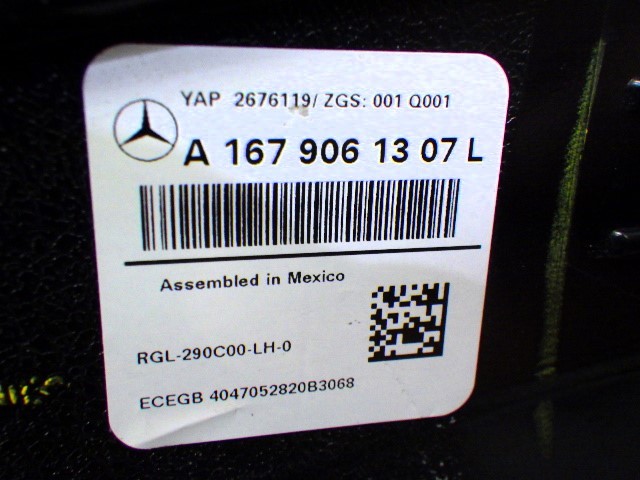 YAP 2676119/ ZGS: 001 Q001
A 167 906 13 07 L
Assembled in Mexico
RGL-290C00-LH-0
ECEGB 4047052820B3068